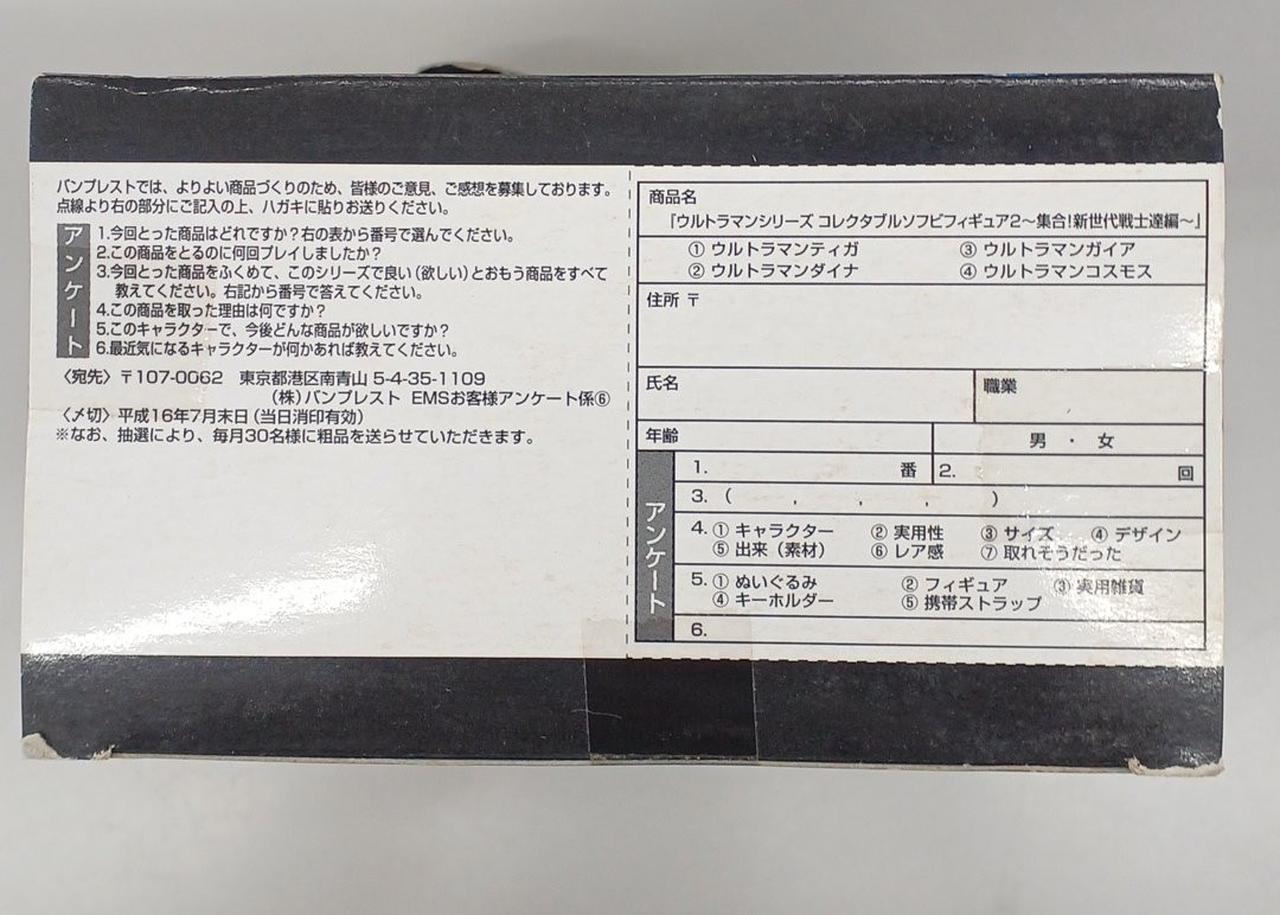 バンプレストでは、よりよい商品づくりのため、皆様のご意見、ご感想を募集しております。
点線より右の部分にご記入の上、ハガキに貼りお送りください。
アンケート
1.今回とった商品はどれですか？右の表から番号で選んでください。
2.この商品をとるのに何回プレイしましたか？
3.今回とった商品をふくめて、このシリーズで良い（欲しい）とおもう商品をすべて
教えてください。右記から番号で答えてください。
4.この商品を取った理由は何ですか？
5.このキャラクターで、今後どんな商品が欲しいですか？
6.最近気になるキャラクターが何かあれば教えてください。
〈宛先〉〒107-0062　東京都港区南青山 5-4-35-1109
（株）バンプレスト EMSお客様アンケート係⑥
〈〆切〉平成16年7月末日（当日消印有効）
※なお、抽選により、毎月30名様に粗品を送らせていただきます。
商品名
『ウルトラマンシリーズ コレクタブルソフビフィギュア2〜集合!新世代戦士達編〜』
① ウルトラマンティガ　③ ウルトラマンガイア
② ウルトラマンダイナ　④ ウルトラマンコスモス
住所 〒
氏名　職業
年齢　男 ・ 女
アンケート
1.　番　2.　回
3.（　,　,　,　）
4. ① キャラクター　② 実用性　③ サイズ　④ デザイン
⑤ 出来（素材）　⑥ レア感　⑦ 取れそうだった
5. ① ぬいぐるみ　② フィギュア　③ 実用雑貨
④ キーホルダー　⑤ 携帯ストラップ
6.